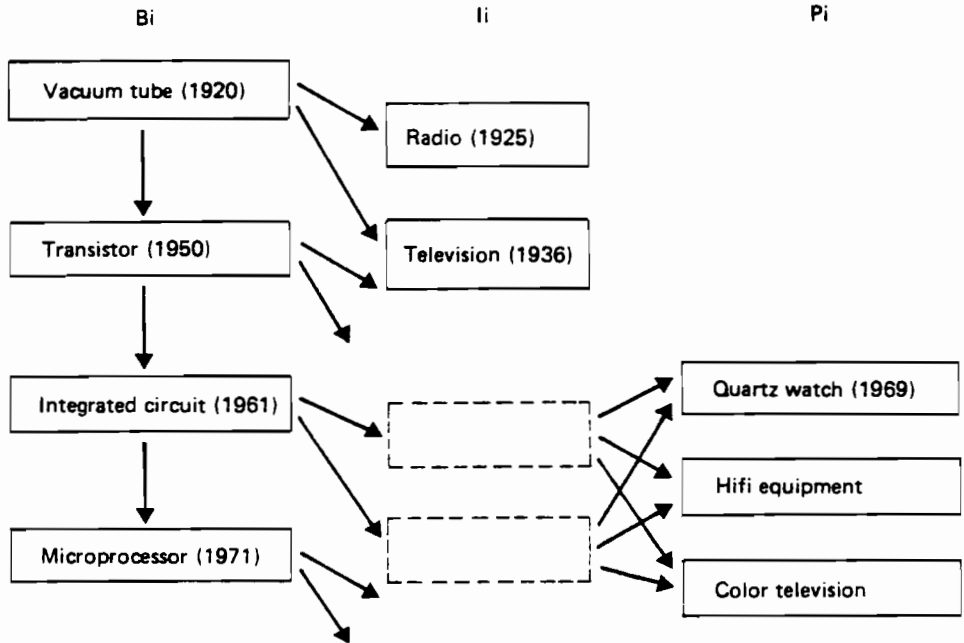 Bi
Ii
Pi
Vacuum tube (1920)
Radio (1925)
Transistor (1950)
Television (1936)
Integrated circuit (1961)
Quartz watch (1969)
Hifi equipment
Microprocessor (1971)
Color television